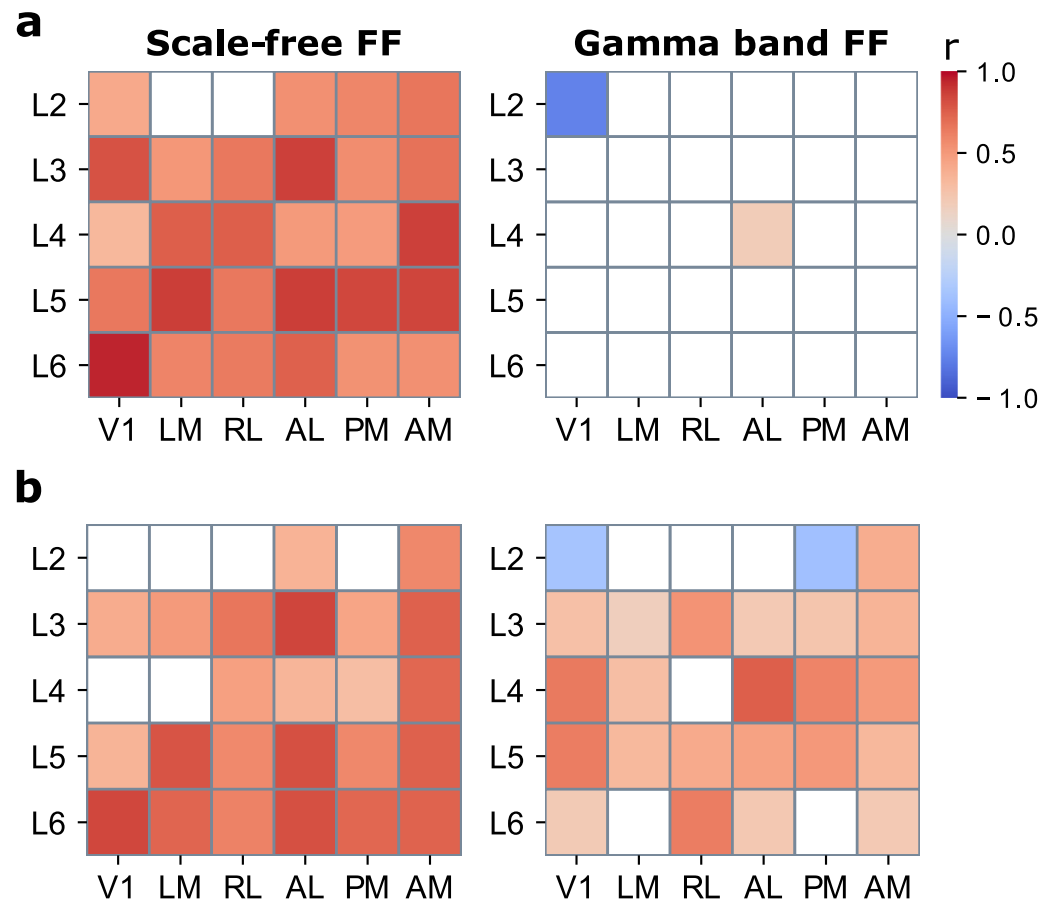 a
Scale-free FF
Gamma band FF
r
L2
L3
L4
L5
L6
V1 LM RL AL PM AM
L2
L3
L4
L5
L6
V1 LM RL AL PM AM
1.0
0.5
0.0
−0.5
−1.0
b
L2
L3
L4
L5
L6
V1 LM RL AL PM AM
L2
L3
L4
L5
L6
V1 LM RL AL PM AM